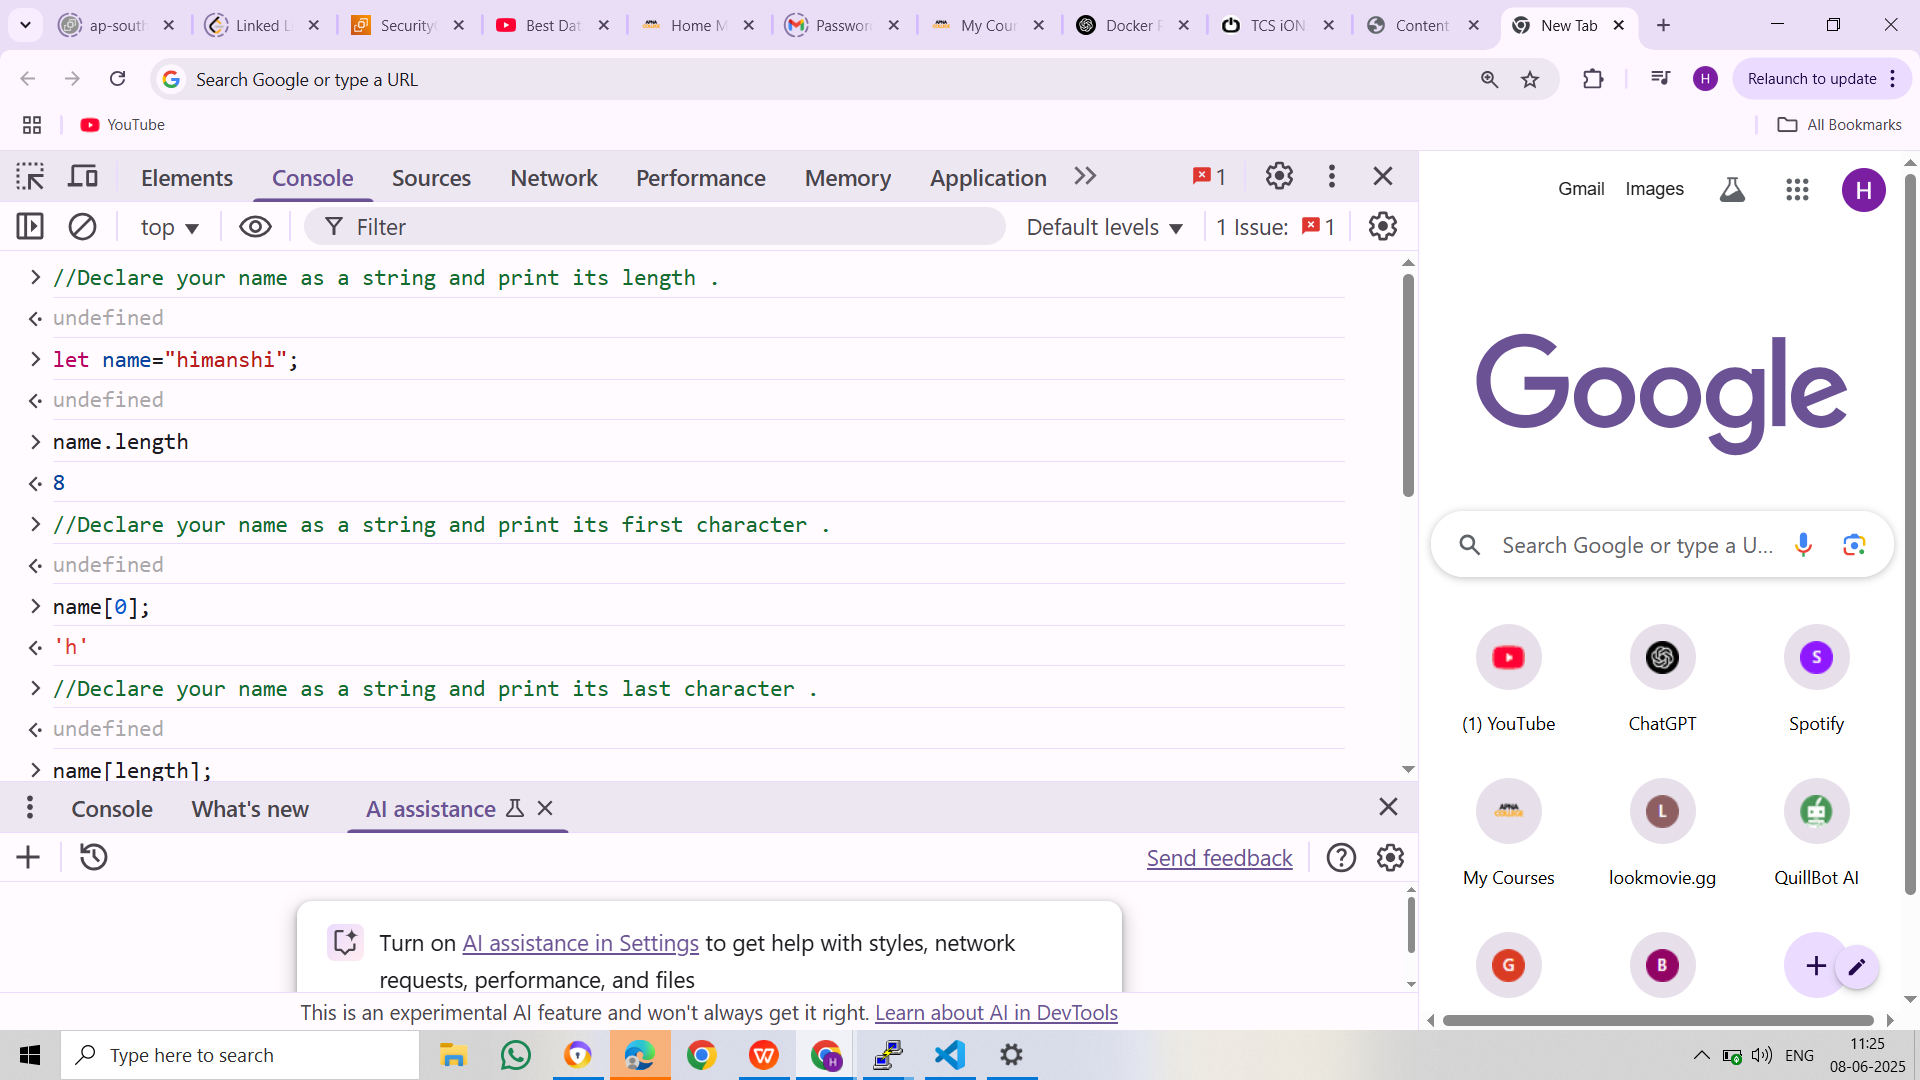 ap-south
Linked L
Security
Best Dat
Home M
Password
My Cour
Docker F
TCS iON
Content
New Tab
Search Google or type a URL
H
Relaunch to update
YouTube
All Bookmarks
Elements
Console
Sources
Network
Performance
Memory
Application
1
top
Filter
Default levels
1 Issue:
1
//Declare your name as a string and print its length .
undefined
let name="himanshi";
undefined
name.length
8
//Declare your name as a string and print its first character .
undefined
name[0];
'h'
//Declare your name as a string and print its last character .
undefined
name[length];
Console
What's new
AI assistance
Send feedback
Turn on AI assistance in Settings to get help with styles, network
requests, performance, and files
This is an experimental AI feature and won't always get it right. Learn about AI in DevTools
Gmail
Images
H
Google
Search Google or type a U...
(1) YouTube
ChatGPT
S
Spotify
APNA
COLLEGE
My Courses
L
lookmovie.gg
QuillBot AI
G
B
Type here to search
ENG
11:25
08-06-2025